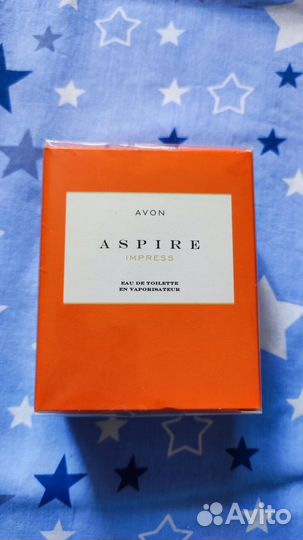 AVON
ASPIRE
IMPRESS
EAU DE TOILETTE
EN VAPORISATEUR
Avito